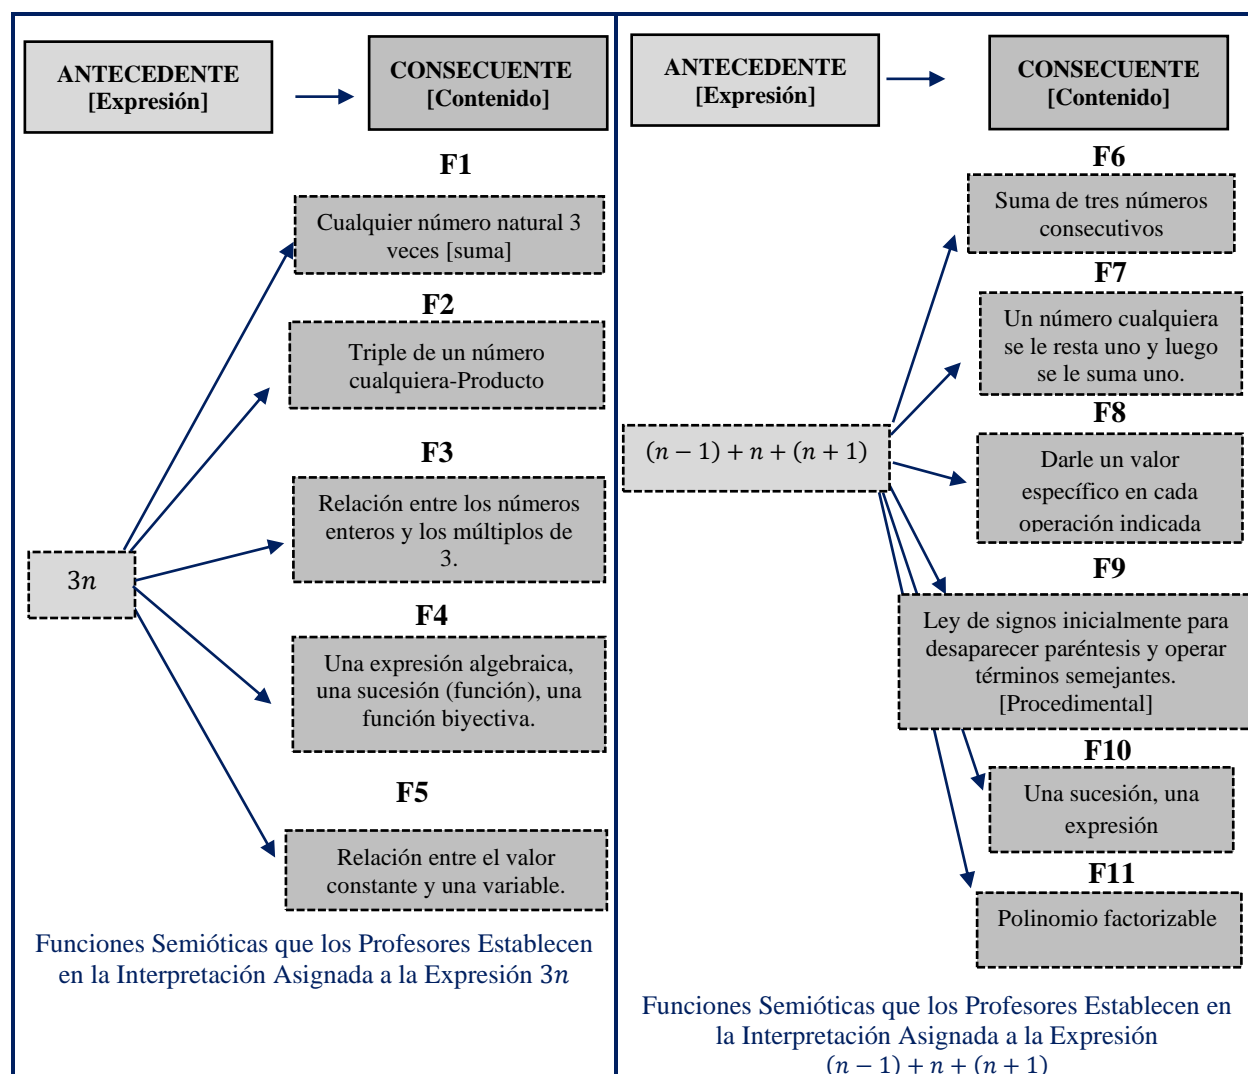 ANTECEDENTE
[Expresión]
CONSECUENTE
[Contenido]
F1
Cualquier número natural 3
veces [suma]
F2
Triple de un número
cualquiera-Producto
F3
Relación entre los números
enteros y los múltiplos de
3.
3n
F4
Una expresión algebraica,
una sucesión (función), una
función biyectiva.
F5
Relación entre el valor
constante y una variable.
Funciones Semióticas que los Profesores Establecen
en la Interpretación Asignada a la Expresión 3n
ANTECEDENTE
[Expresión]
CONSECUENTE
[Contenido]
F6
Suma de tres números
consecutivos
F7
Un número cualquiera
se le resta uno y luego
se le suma uno.
F8
(n − 1) + n + (n + 1)
Darle un valor
específico en cada
operación indicada
F9
Ley de signos inicialmente para
desaparecer paréntesis y operar
términos semejantes.
[Procedimental]
F10
Una sucesión, una
expresión
F11
Polinomio factorizable
Funciones Semióticas que los Profesores Establecen en
la Interpretación Asignada a la Expresión
(n − 1) + n + (n + 1)